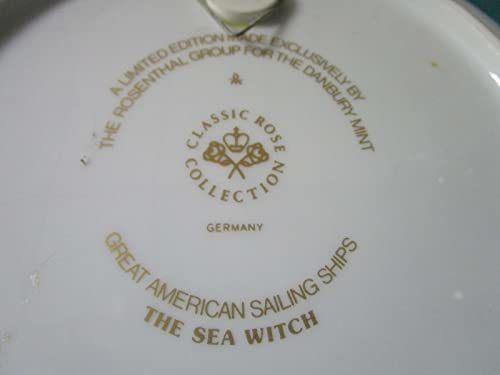 A LIMITED EDITION MADE EXCLUSIVELY BY
THE ROSENTHAL GROUP FOR THE DANBURY MINT
CLASSIC ROSE
COLLECTION
GERMANY
GREAT AMERICAN SAILING SHIPS
THE SEA WITCH